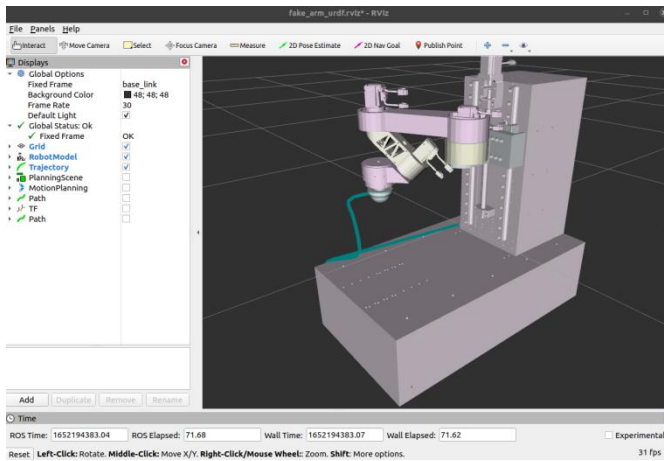 fake_arm_urdf.rviz* - RViz
File Panels Help
Interact Move Camera Select Focus Camera Measure 2D Pose Estimate 2D Nav Goal Publish Point
Displays
Global Options
Fixed Frame base_link
Background Color 48; 48; 48
Frame Rate 30
Default Light
Global Status: Ok
Fixed Frame OK
Grid
RobotModel
Trajectory
PlanningScene
MotionPlanning
Path
TF
Path
Add Duplicate Remove Rename
Time
ROS Time: 1652194383.04 ROS Elapsed: 71.68 Wall Time: 1652194383.07 Wall Elapsed: 71.62 Experimental
Reset Left-Click: Rotate. Middle-Click: Move X/Y. Right-Click/Mouse Wheel: Zoom. Shift: More options. 31 fps